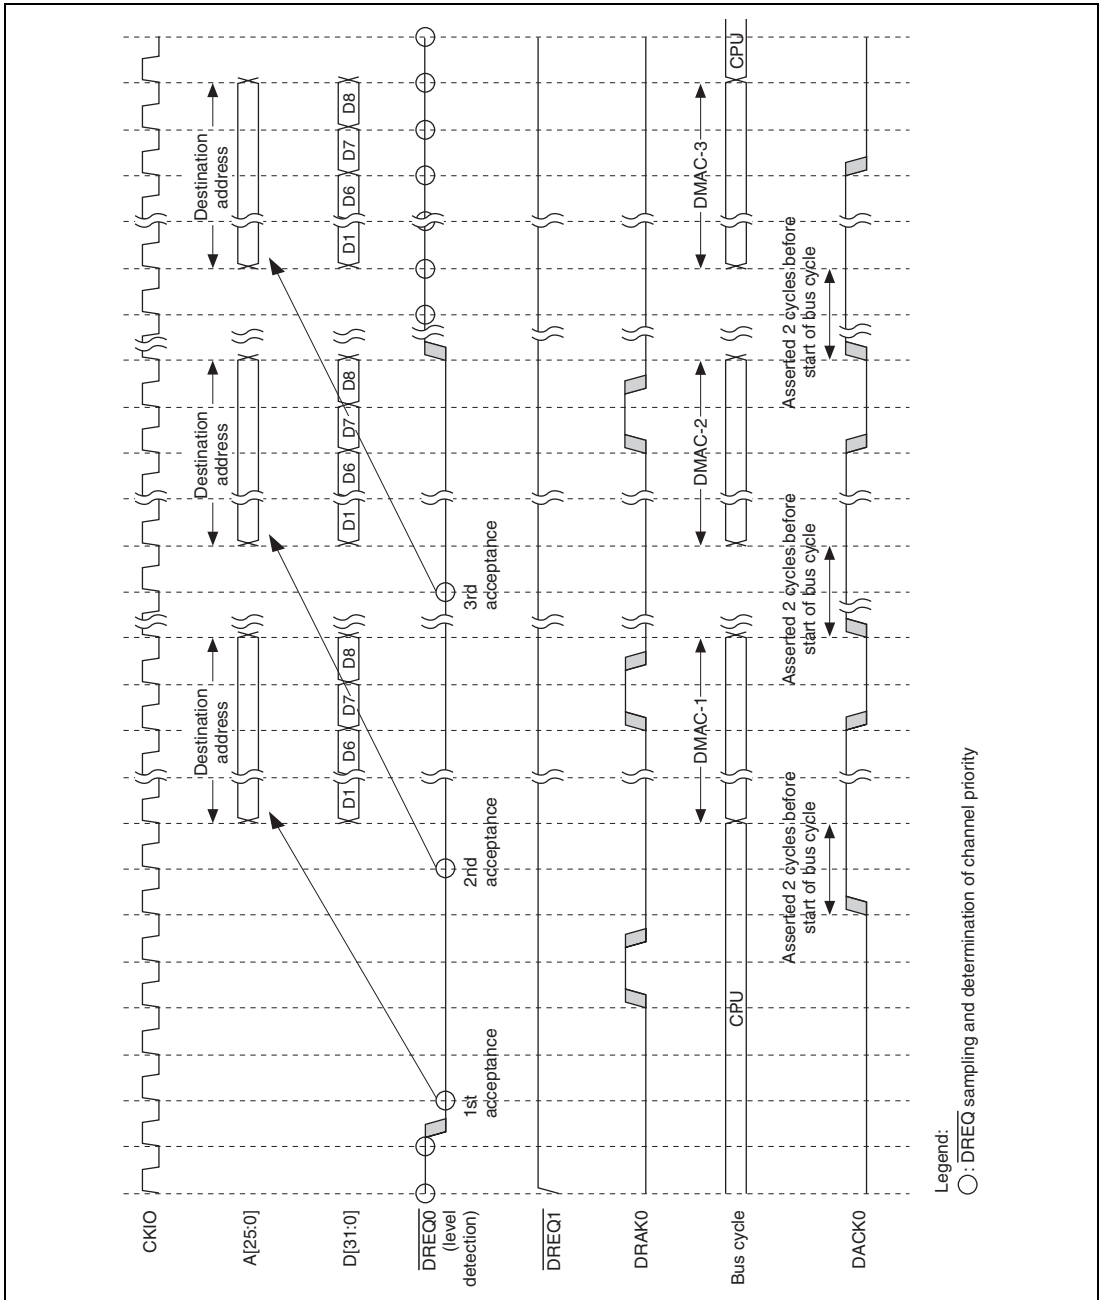 CKIO
A[25:0]
Destination
address
Destination
address
Destination
address
D[31:0]
D1
D6
D7
D8
D1
D6
D7
D8
D1
D6
D7
D8
DREQ0
(level
detection)
1st
acceptance
2nd
acceptance
3rd
acceptance
DREQ1
DRAK0
Bus cycle
CPU
DMAC-1
DMAC-2
DMAC-3
CPU
DACK0
Asserted 2 cycles before
start of bus cycle
Asserted 2 cycles before
start of bus cycle
Asserted 2 cycles before
start of bus cycle
Legend:
○: DREQ sampling and determination of channel priority